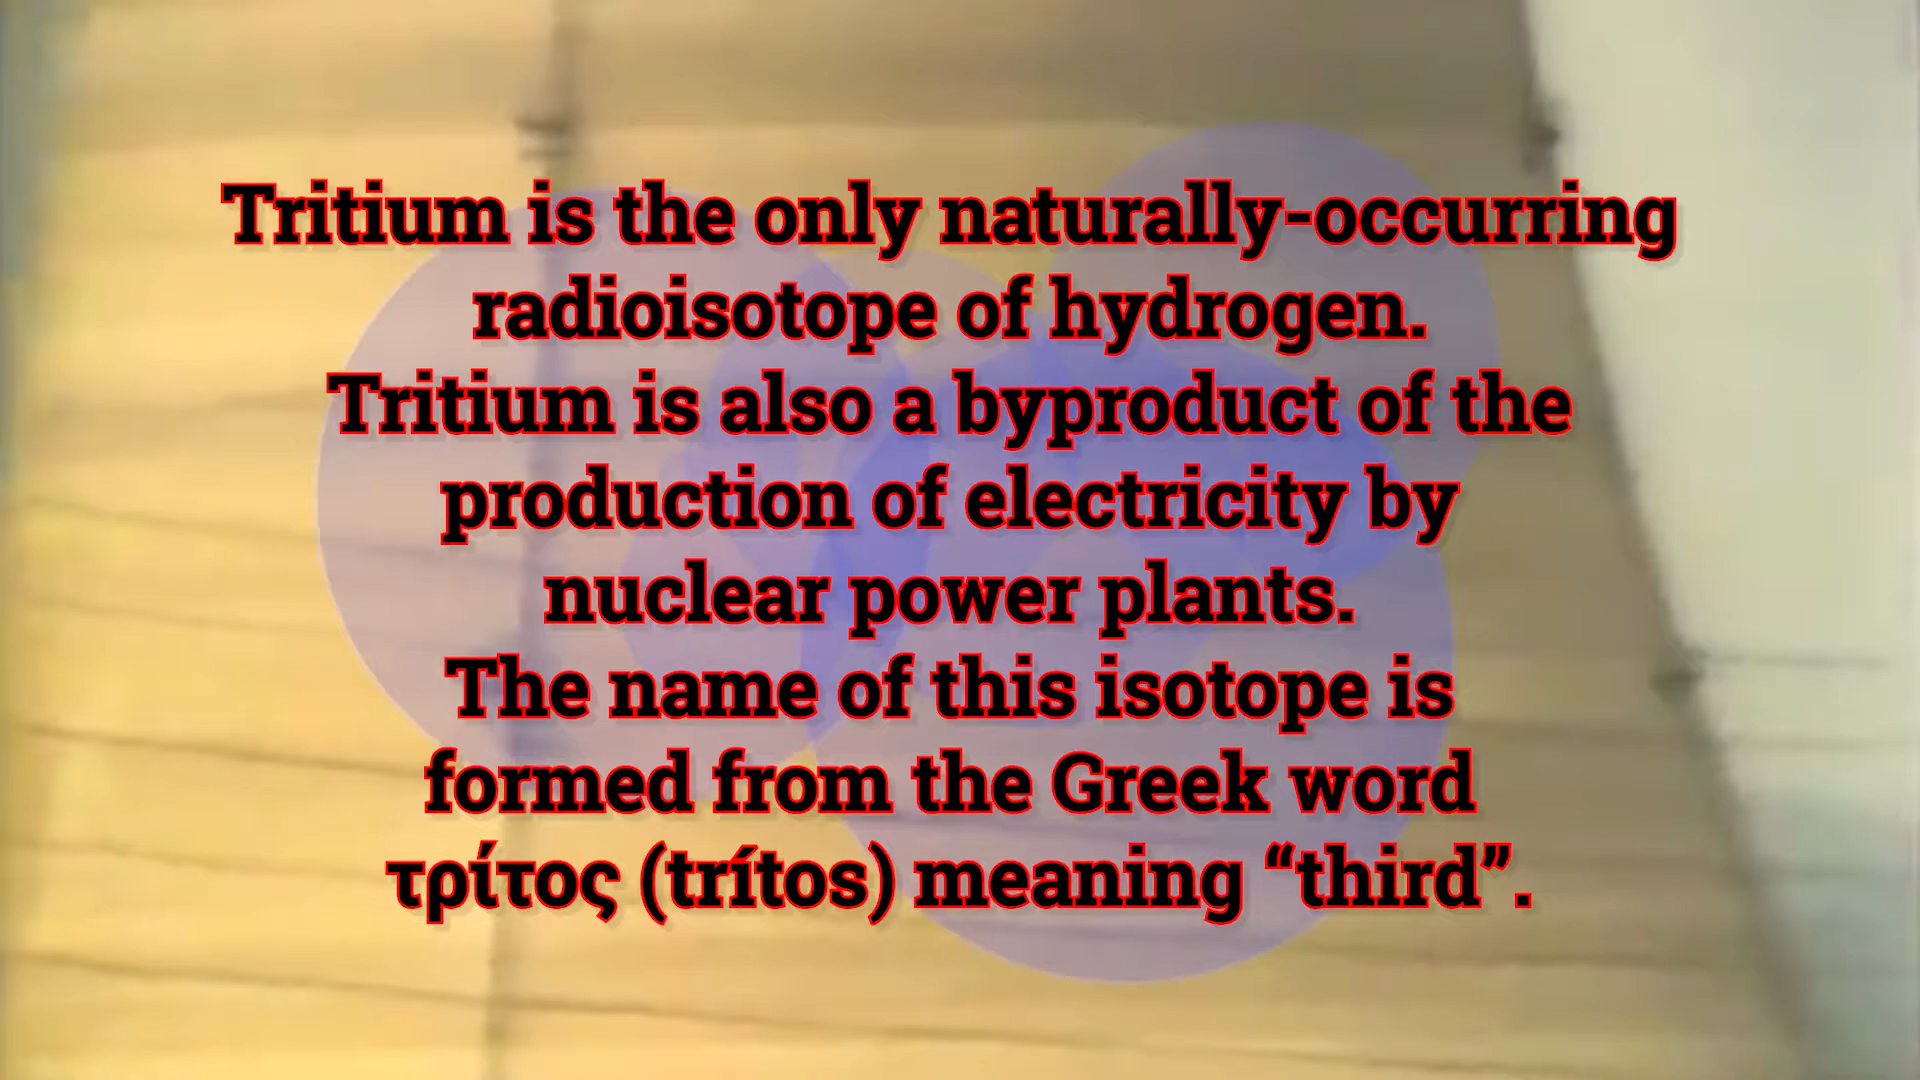 Tritium is the only naturally-occurring
radioisotope of hydrogen.
Tritium is also a byproduct of the
production of electricity by
nuclear power plants.
The name of this isotope is
formed from the Greek word
τρίτος (trítos) meaning “third”.